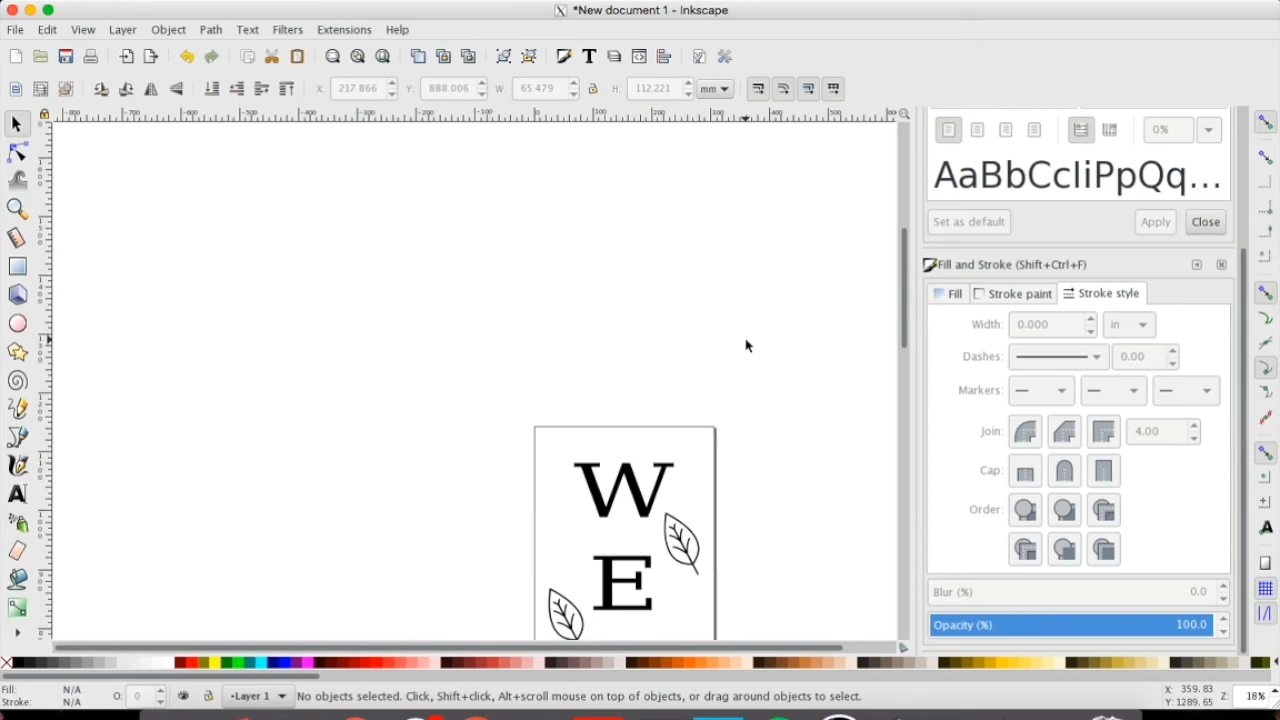 *New document 1 - Inkscape
File Edit View Layer Object Path Text Filters Extensions Help
X: 217.866 Y: 888.006 W: 65.479 H: 112.221 mm
0%
AaBbCcIiPpQq...
Set as default Apply Close
Fill and Stroke (Shift+Ctrl+F)
Fill Stroke paint Stroke style
Width: 0.000 in
Dashes: 0.00
Markers:
Join: 4.00
Cap:
Order:
W
E
Blur (%) 0.0
Opacity (%) 100.0
Fill: N/A O: 0 •Layer 1 No objects selected. Click, Shift+click, Alt+scroll mouse on top of objects, or drag around objects to select. X: 359.83 Z: 18%
Stroke: N/A Y: 1289.65